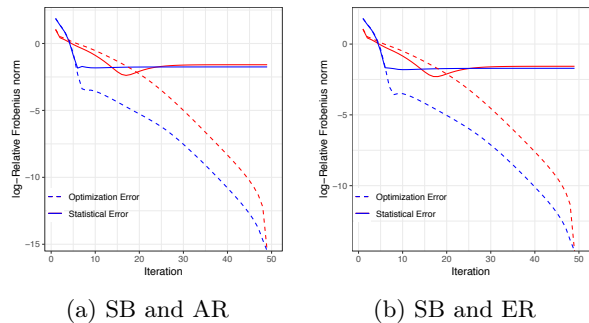 log−Relative Frobenius norm
0
−5
−10
−15
Optimization Error
Statistical Error
0 10 20 30 40 50
Iteration
(a) SB and AR
log−Relative Frobenius norm
0
−5
−10
Optimization Error
Statistical Error
0 10 20 30 40 50
Iteration
(b) SB and ER